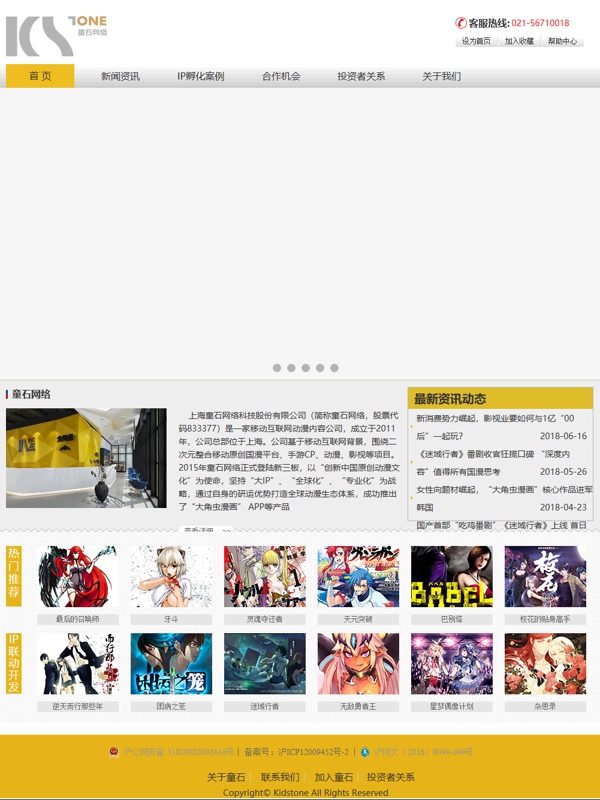 KS TONE
童石网络
客服热线: 021-56710018
设为首页 加入收藏 帮助中心
首 页 新闻资讯 IP孵化案例 合作机会 投资者关系 关于我们
童石网络
上海童石网络科技股份有限公司（简称童石网络，股票代
码833377）是一家移动互联网动漫内容公司，成立于2011
年，公司总部位于上海。公司基于移动互联网背景，围绕二
次元整合移动原创国漫平台、手游CP、动漫、影视等项目。
2015年童石网络正式登陆新三板，以“创新中国原创动漫文
化”为使命，坚持“大IP”、“全球化”、“专业化”为战
略，通过自身的研运优势打造全球动漫生态体系，成功推出
了“大角虫漫画” APP等产品
查看详细 >>
最新资讯动态
新消费势力崛起，影视业要如何与1亿“00
后”一起玩？ 2018-06-16
《迷域行者》番剧收官狂揽口碑 “深度内
容”值得所有国漫思考 2018-05-26
女性向题材崛起，“大角虫漫画”核心作品进军
韩国 2018-04-23
国产首部“吃鸡番剧”《迷域行者》上线 首日
热门推荐
最后的召唤师 牙斗 灵魂夺还者 天元突破 巴别塔 校花的贴身高手
BABEL
IP联动开发
逆天而行那些年 囚病之笼 迷域行者 无敌勇者王 星梦偶像计划 杂思录
沪公网安备 31010902002416号 | 备案号：沪ICP12009452号-2 | 沪网文（2016）0049-049号
关于童石 | 联系我们 | 加入童石 | 投资者关系
Copyright© Kidstone All Rights Reserved